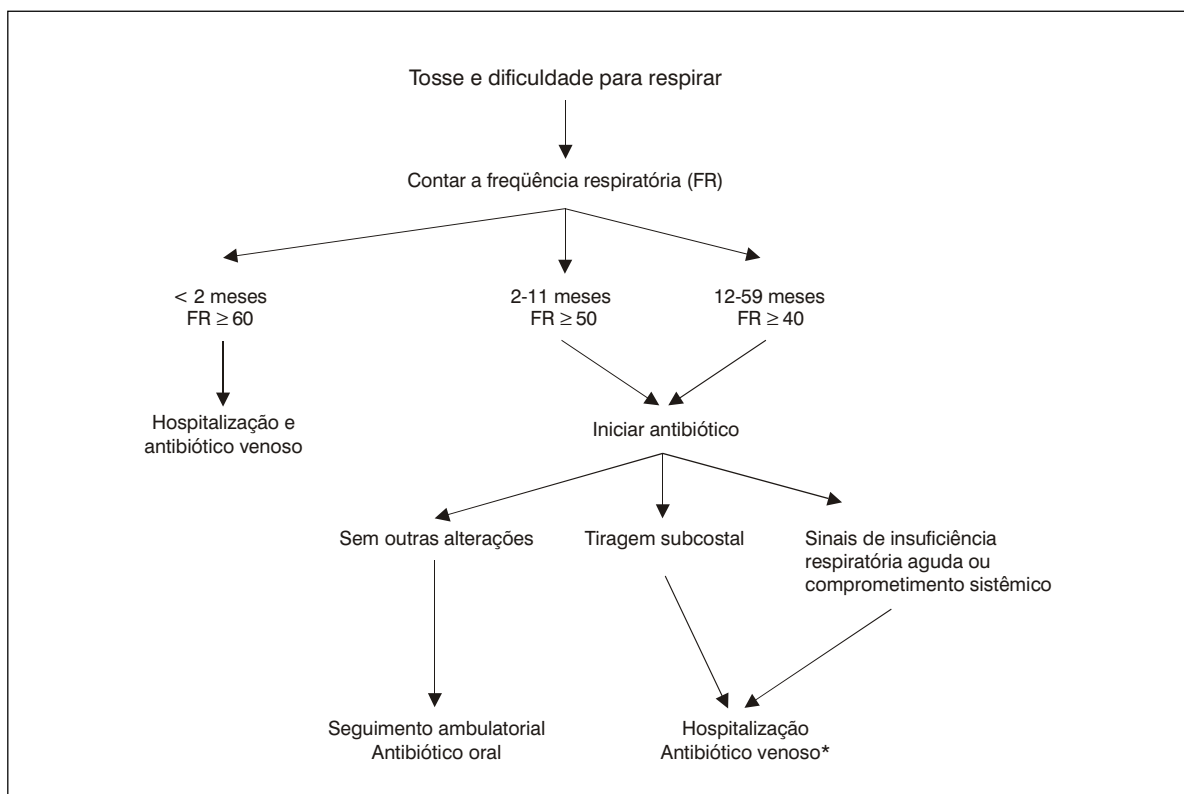 Tosse e dificuldade para respirar
Contar a freqüência respiratória (FR)
< 2 meses
FR ≥ 60
2-11 meses
FR ≥ 50
12-59 meses
FR ≥ 40
Hospitalização e
antibiótico venoso
Iniciar antibiótico
Sem outras alterações
Tiragem subcostal
Sinais de insuficiência
respiratória aguda ou
comprometimento sistêmico
Seguimento ambulatorial
Antibiótico oral
Hospitalização
Antibiótico venoso*